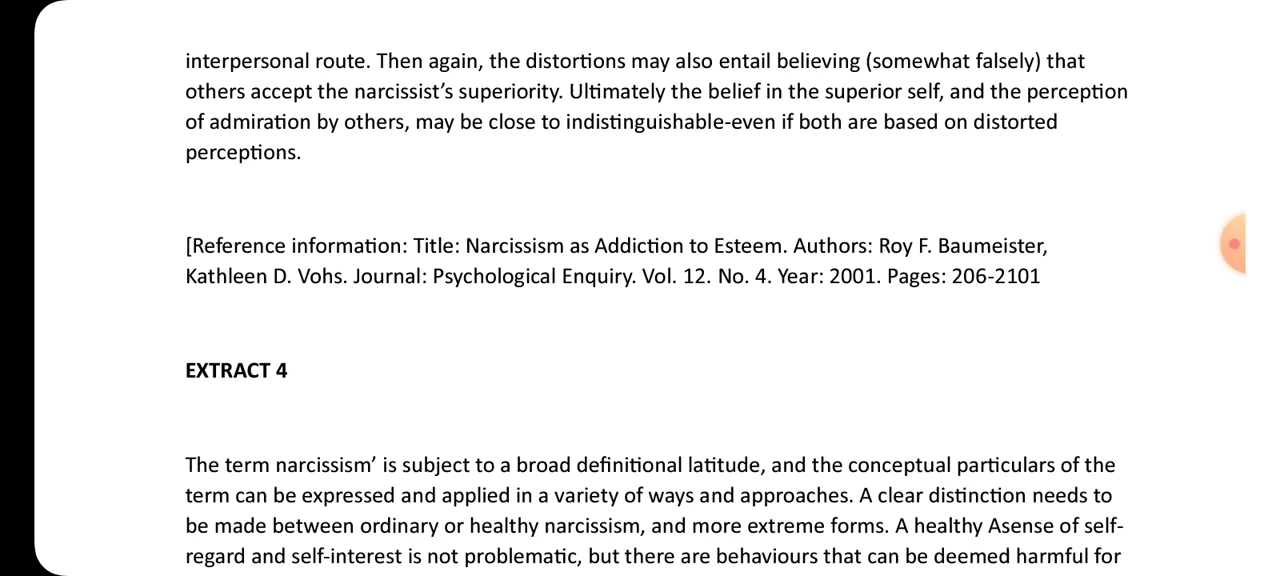 interpersonal route. Then again, the distortions may also entail believing (somewhat falsely) that
others accept the narcissist’s superiority. Ultimately the belief in the superior self, and the perception
of admiration by others, may be close to indistinguishable-even if both are based on distorted
perceptions.
[Reference information: Title: Narcissism as Addiction to Esteem. Authors: Roy F. Baumeister,
Kathleen D. Vohs. Journal: Psychological Enquiry. Vol. 12. No. 4. Year: 2001. Pages: 206-2101
EXTRACT 4
The term narcissism’ is subject to a broad definitional latitude, and the conceptual particulars of the
term can be expressed and applied in a variety of ways and approaches. A clear distinction needs to
be made between ordinary or healthy narcissism, and more extreme forms. A healthy Asense of self-
regard and self-interest is not problematic, but there are behaviours that can be deemed harmful for